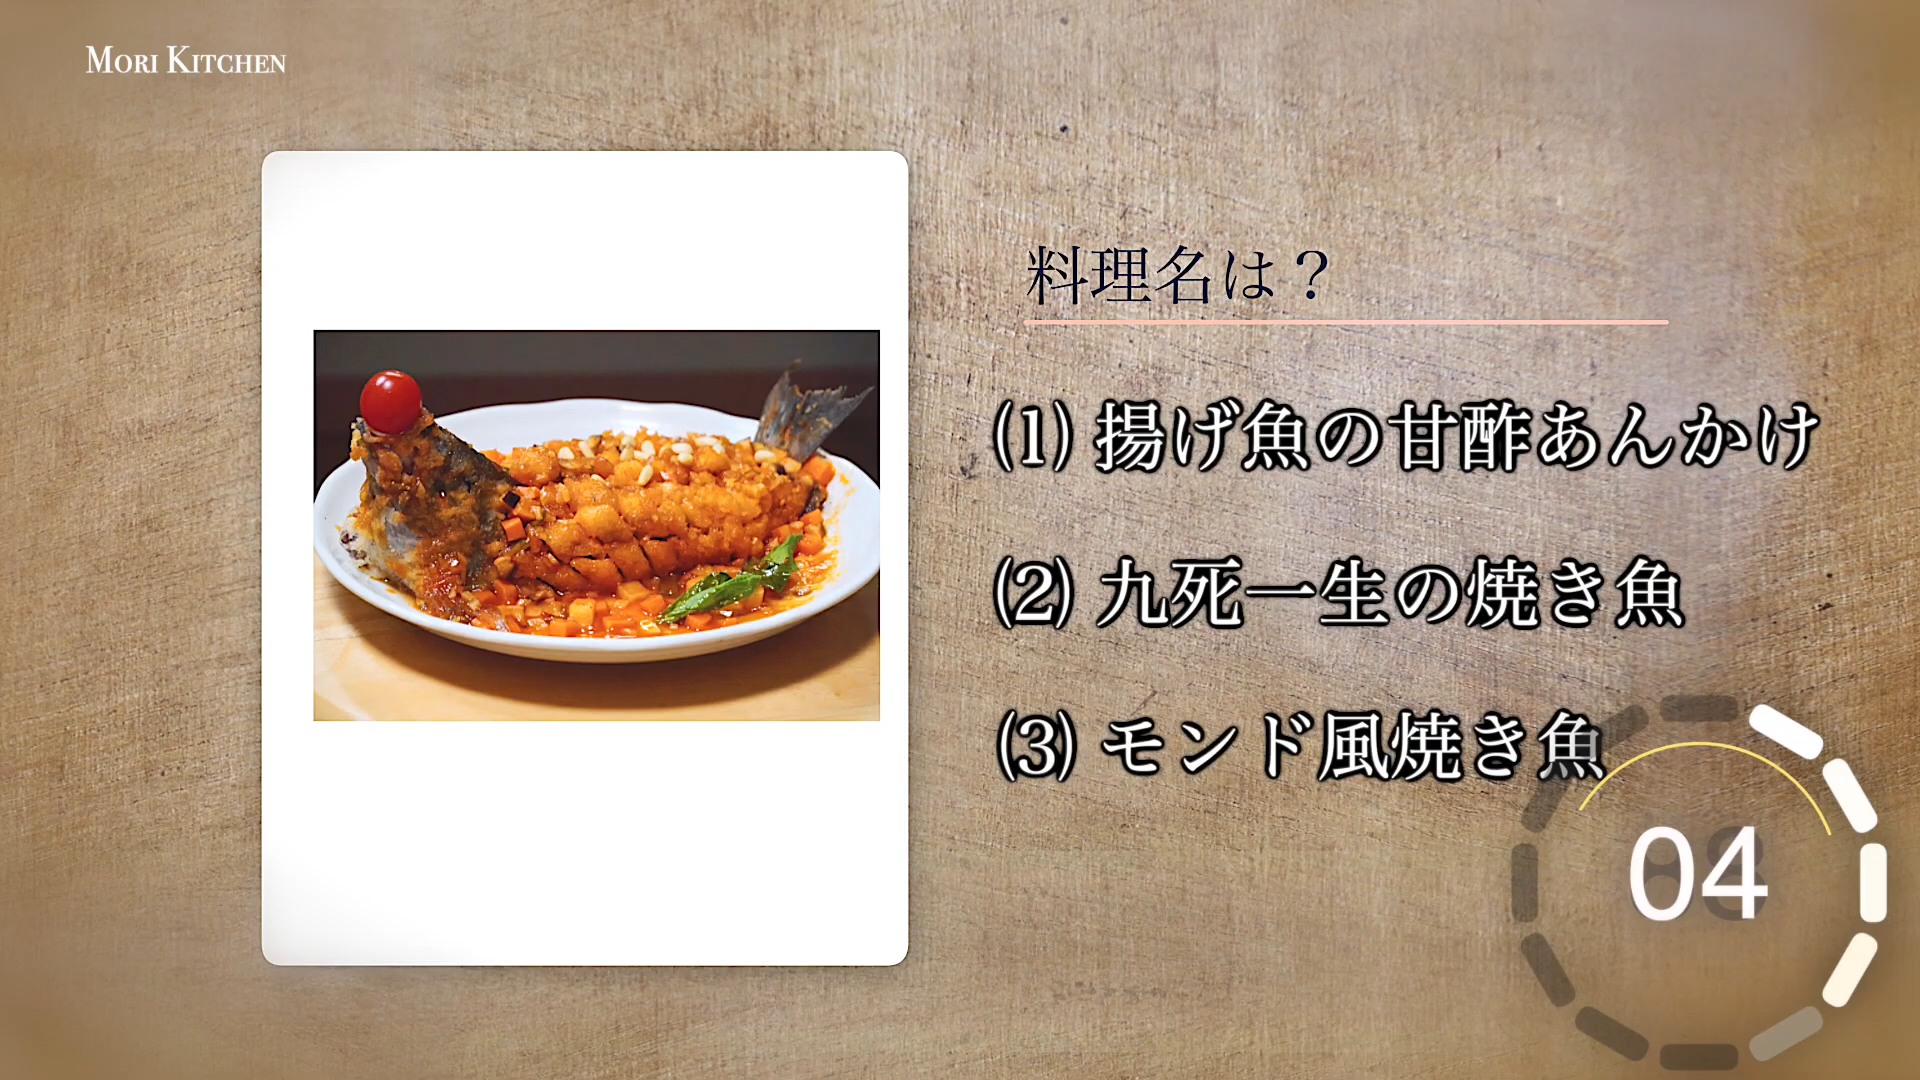 MORI KITCHEN
料理名は？
(1) 揚げ魚の甘酢あんかけ
(2) 九死一生の焼き魚
(3) モンド風焼き魚
04